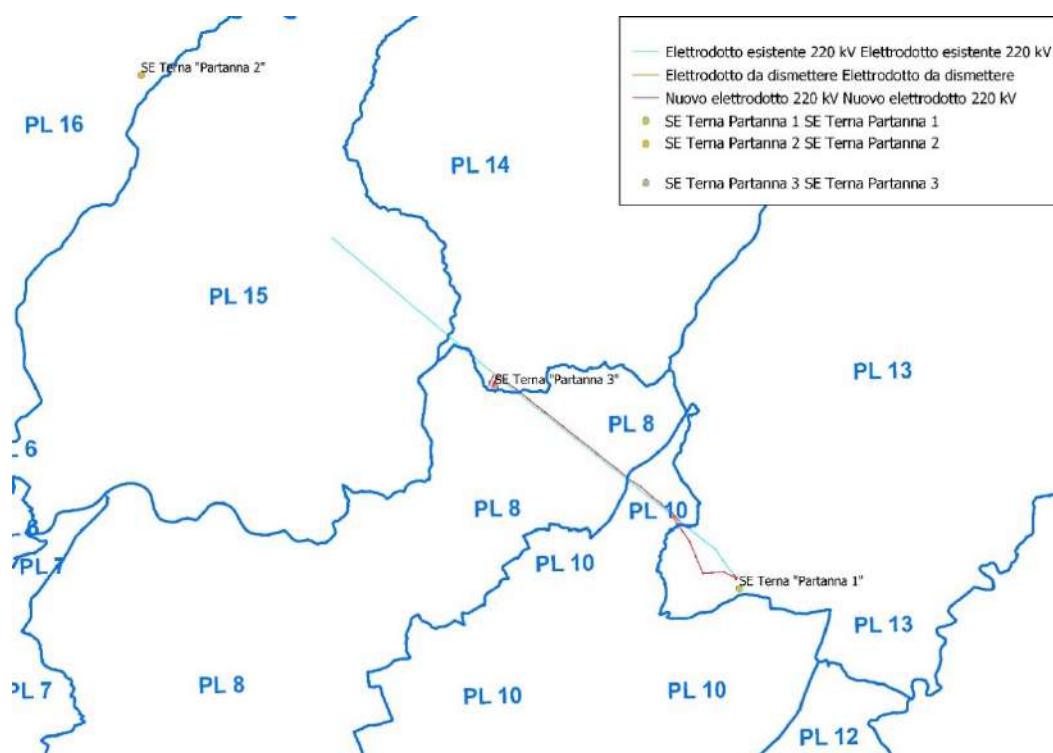 Elettrodotto esistente 220 kV Elettrodotto esistente 220 kV
Elettrodotto da dismettere Elettrodotto da dismettere
Nuovo elettrodotto 220 kV Nuovo elettrodotto 220 kV
SE Terna Partanna 1 SE Terna Partanna 1
SE Terna Partanna 2 SE Terna Partanna 2
SE Terna Partanna 3 SE Terna Partanna 3
SE Terna "Partanna 2"
PL 16
PL 14
PL 15
PL 13
SE Terna "Partanna 3"
PL 8
L 6
PL 8
PL 10
6
PL 10
PL 7
SE Terna "Partanna 1"
PL 13
PL 8
PL 10
PL 10
PL 7
PL 12